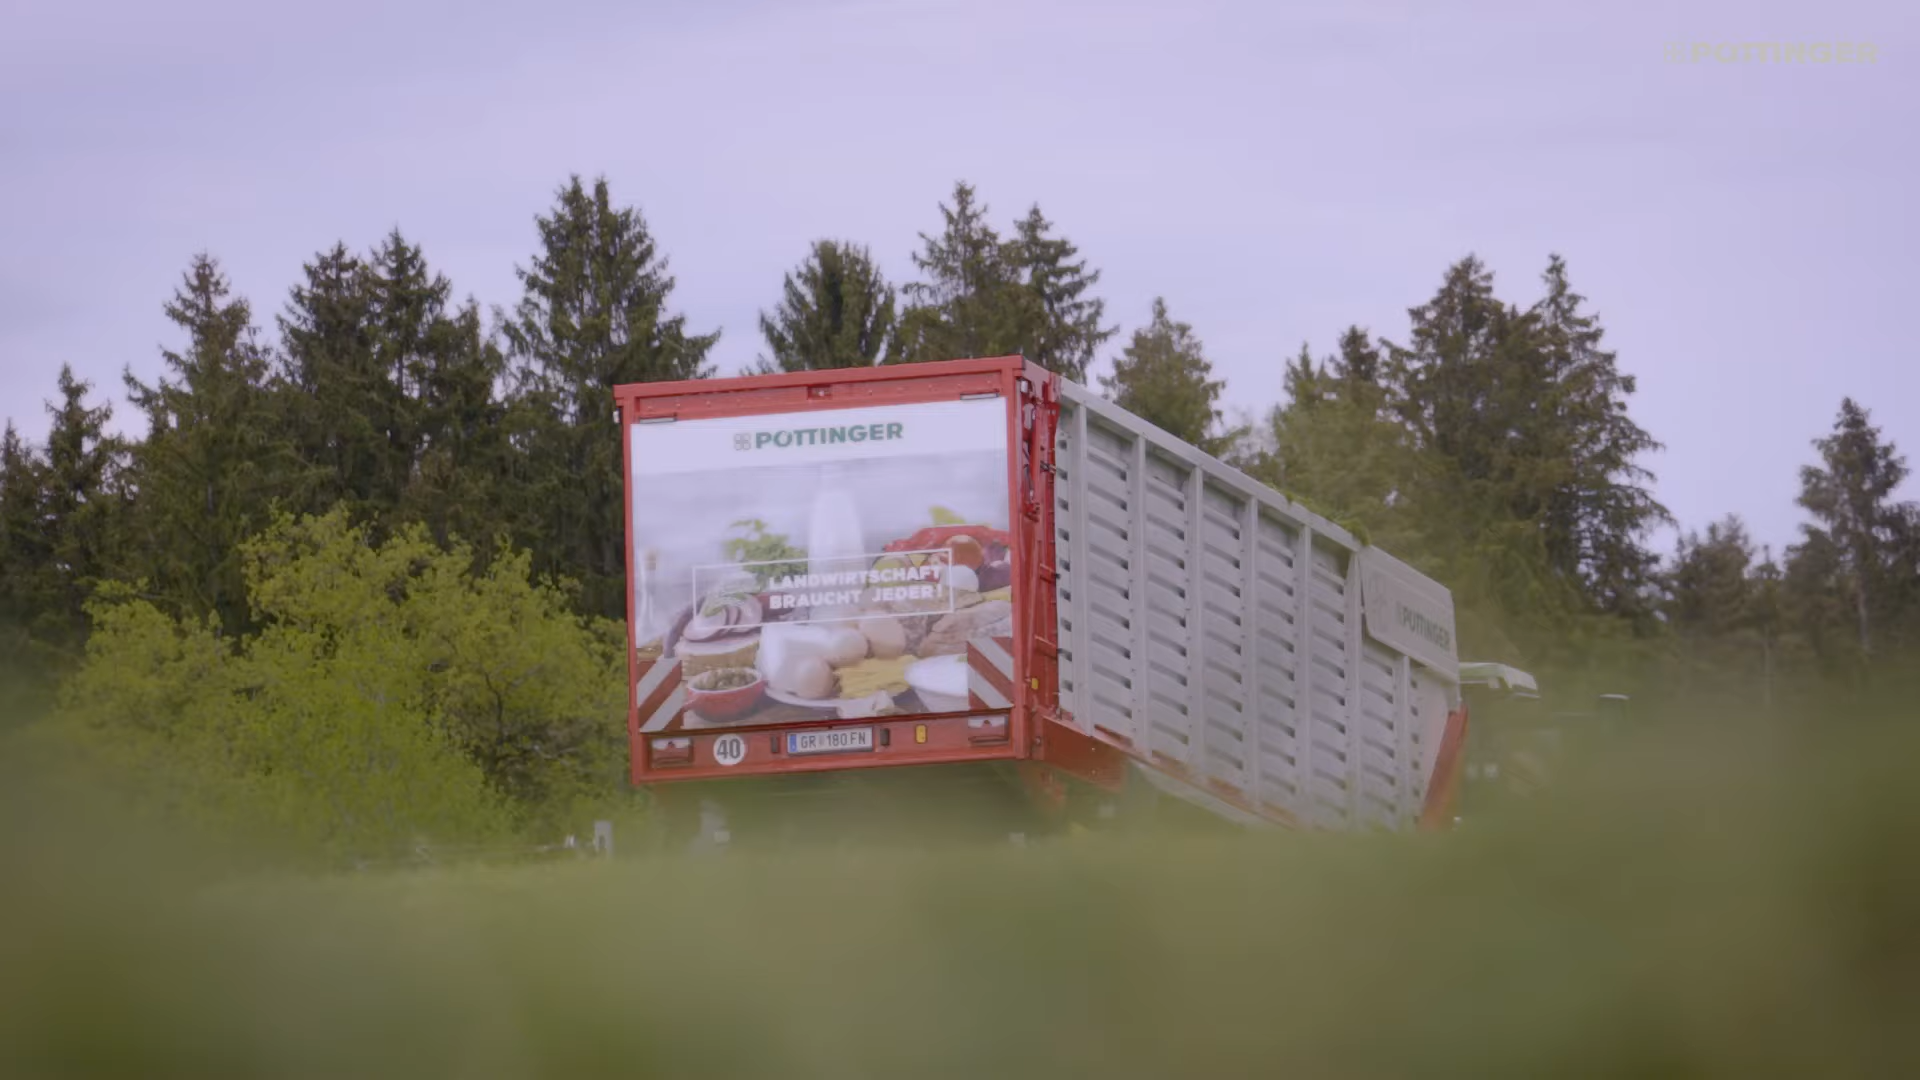 PÖTTINGER
PÖTTINGER
LANDWIRTSCHAFT
BRAUCHT JEDER!
PÖTTINGER
40
GR 180 FN